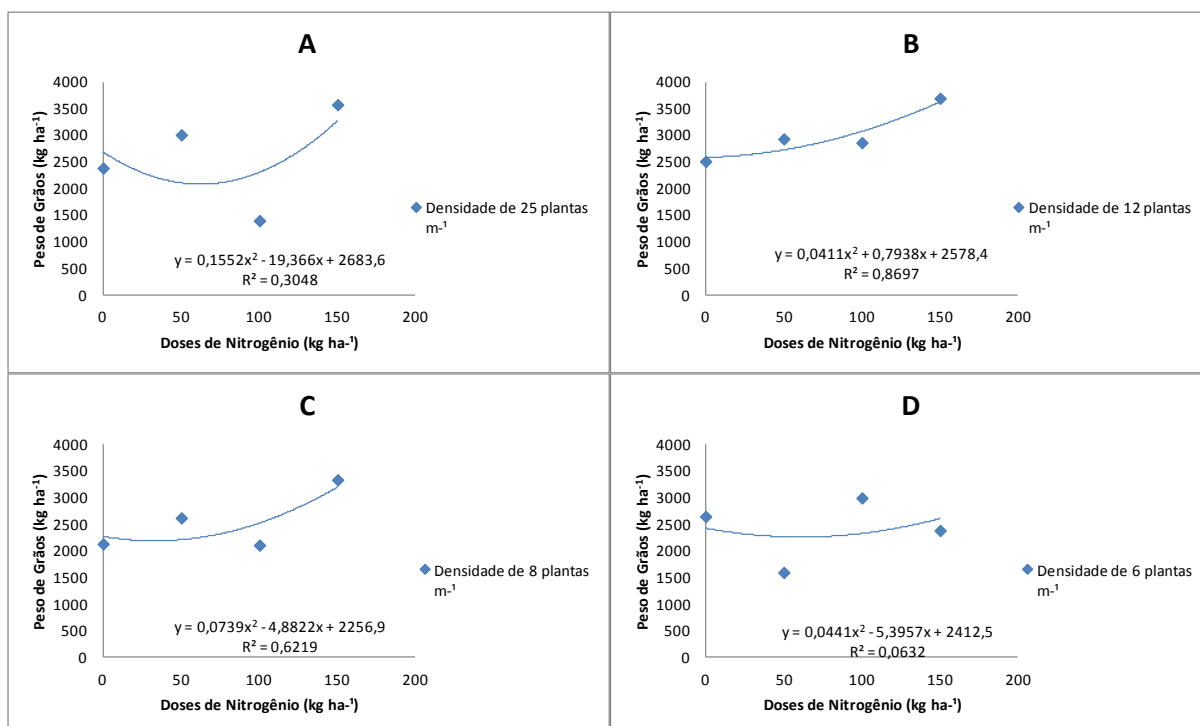 A
Peso de Grãos (kg ha⁻¹)
4000
3500
3000
2500
2000
1500
1000
500
0
0 50 100 150 200
Doses de Nitrogênio (kg ha-¹)
y = 0,1552x² - 19,366x + 2683,6
R² = 0,3048
Densidade de 25 plantas
m-¹
B
Peso de Grãos (kg ha⁻¹)
4000
3500
3000
2500
2000
1500
1000
500
0
0 50 100 150 200
Doses de Nitrogênio (kg ha-¹)
y = 0,0411x² + 0,7938x + 2578,4
R² = 0,8697
Densidade de 12 plantas
m-¹
C
Peso de Grãos (kg ha⁻¹)
4000
3500
3000
2500
2000
1500
1000
500
0
0 50 100 150 200
Doses de Nitrogênio (kg ha-¹)
y = 0,0739x² - 4,8822x + 2256,9
R² = 0,6219
Densidade de 8 plantas
m-¹
D
Peso de Grãos (kg ha⁻¹)
4000
3500
3000
2500
2000
1500
1000
500
0
0 50 100 150 200
Doses de Nitrogênio (kg ha-¹)
y = 0,0441x² - 5,3957x + 2412,5
R² = 0,0632
Densidade de 6 plantas
m-¹